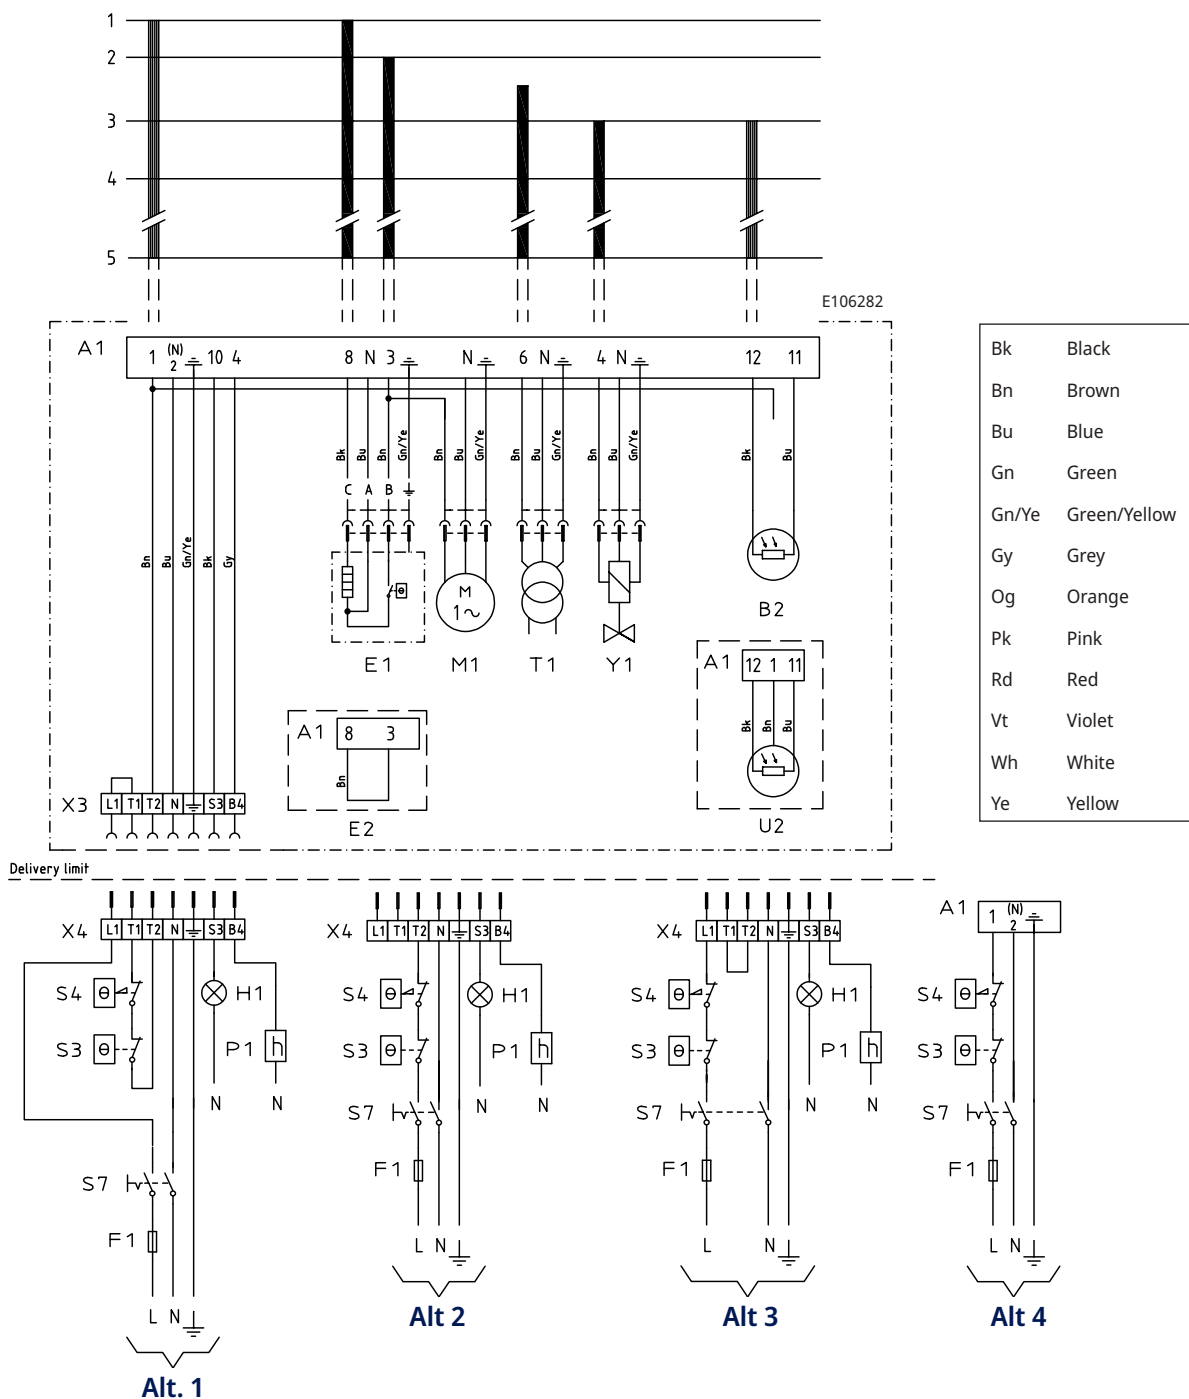 1
2
3
4
5
E106282
A1
1 (N) 2 10 4 8 N 3 N 6 N 4 N 12 11
Bk Bu Bn Gn/Ye Bn Bu Gn/Ye Bn Bu Gn/Ye Bn Bu Gn/Ye Bk Bu
C A B
Bn Bu Gn/Ye Bk Gy
M
1~
θ
E1 M1 T1 Y1 B2
A1 12 1 11
Bk Bn Bu
U2
A1 8 3
Bn
E2
X3 L1 T1 T2 N S3 B4
Bk Black
Bn Brown
Bu Blue
Gn Green
Gn/Ye Green/Yellow
Gy Grey
Og Orange
Pk Pink
Rd Red
Vt Violet
Wh White
Ye Yellow
Delivery limit
X4 L1 T1 T2 N S3 B4
S4 θ H1
S3 θ P1 h
N N
S7
F1
L N
Alt. 1
X4 L1 T1 T2 N S3 B4
S4 θ H1
S3 θ P1 h
S7 N N
F1
L N
Alt 2
X4 L1 T1 T2 N S3 B4
S4 θ H1
S3 θ P1 h
S7 N N
F1
L N
Alt 3
A1 1 (N) 2
S4 θ
S3 θ
S7
F1
L N
Alt 4